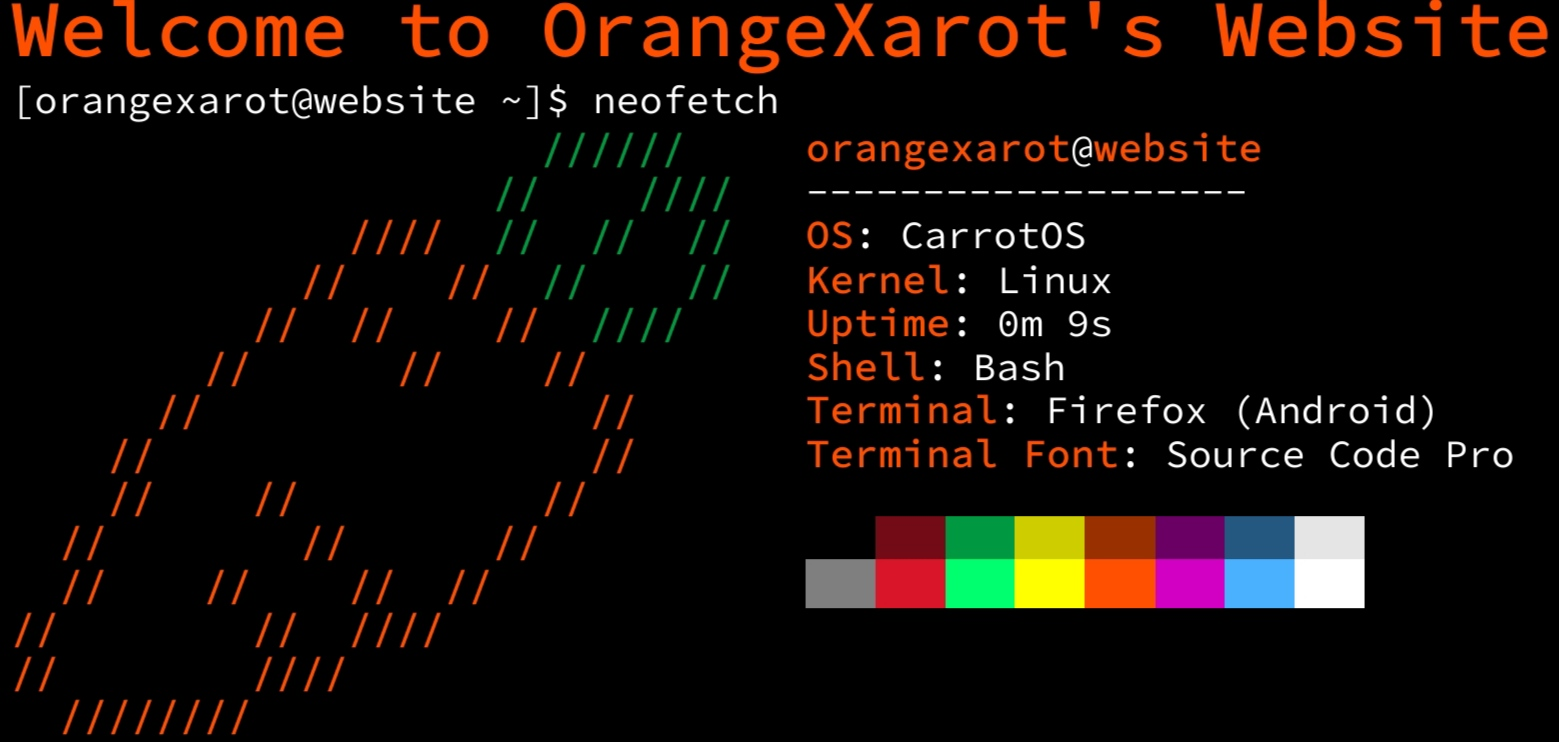 Welcome to OrangeXarot's Website
[orangexarot@website ~]$ neofetch
orangexarot@website
-------------------
OS: CarrotOS
Kernel: Linux
Uptime: 0m 9s
Shell: Bash
Terminal: Firefox (Android)
Terminal Font: Source Code Pro